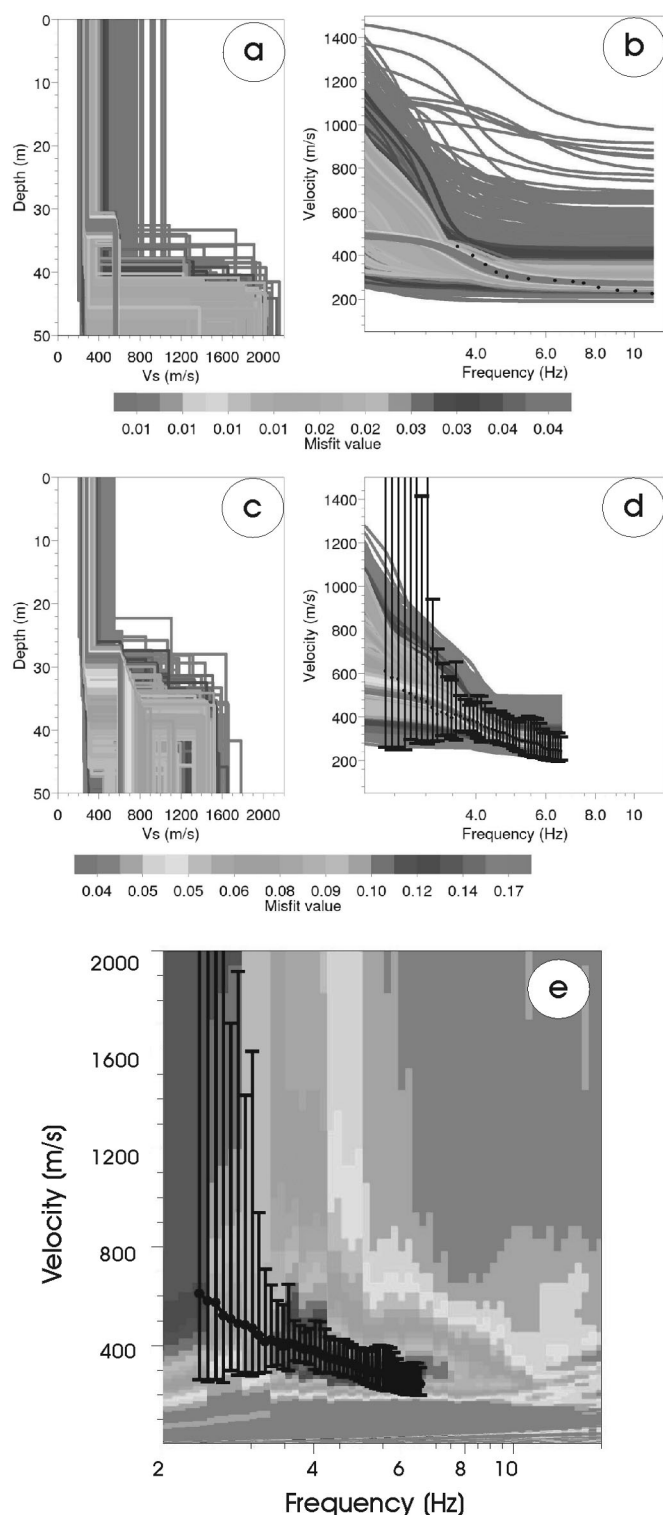 a
Depth (m)
0
10
20
30
40
50
0 400 800 1200 1600 2000
Vs (m/s)
b
Velocity (m/s)
1400
1200
1000
800
600
400
200
4.0 6.0 8.0 10
Frequency (Hz)
0.01 0.01 0.01 0.01 0.02 0.02 0.03 0.03 0.04 0.04
Misfit value
c
Depth (m)
0
10
20
30
40
50
0 400 800 1200 1600 2000
Vs (m/s)
d
Velocity (m/s)
1400
1200
1000
800
600
400
200
4.0 6.0 8.0 10
Frequency (Hz)
0.04 0.05 0.05 0.06 0.08 0.09 0.10 0.12 0.14 0.17
Misfit value
e
Velocity (m/s)
2000
1600
1200
800
400
2 4 6 8 10
Frequency (Hz)